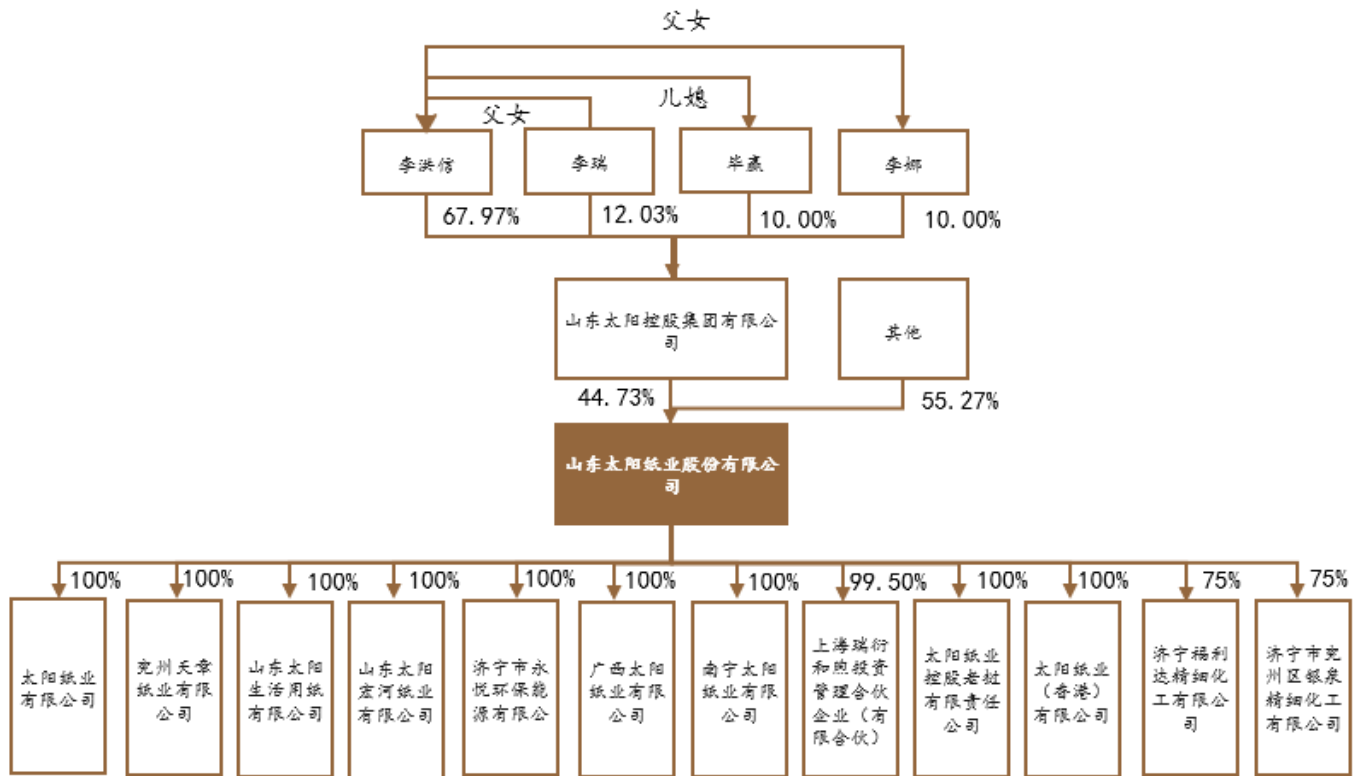 父女
儿媳
父女
李洪信
李瑞
毕赢
李娜
67.97%
12.03%
10.00%
10.00%
山东太阳控股集团有限公
司
其他
44.73%
55.27%
山东太阳纸业股份有限公
司
100%
100%
100%
100%
100%
100%
100%
99.50%
100%
100%
75%
75%
太阳纸业
有限公司
兖州天章
纸业有限
公司
山东太阳
生活用纸
有限公司
山东太阳
宏河纸业
有限公司
济宁市永
悦环保能
源有限公
广西太阳
纸业有限
公司
南宁太阳
纸业有限
公司
上海瑞衍
和煦投资
管理合伙
企业（有
限合伙）
太阳纸业
控股老挝
有限责任
公司
太阳纸业
（香港）
有限公司
济宁福利
达精细化
工有限公
司
济宁市兖
州区银泉
精细化工
有限公司